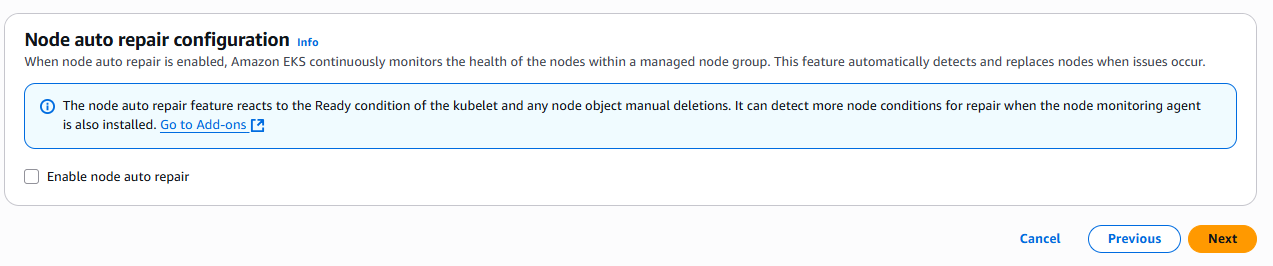 Node auto repair configuration Info
When node auto repair is enabled, Amazon EKS continuously monitors the health of the nodes within a managed node group. This feature automatically detects and replaces nodes when issues occur.
The node auto repair feature reacts to the Ready condition of the kubelet and any node object manual deletions. It can detect more node conditions for repair when the node monitoring agent
is also installed. Go to Add-ons
Enable node auto repair
Cancel Previous Next